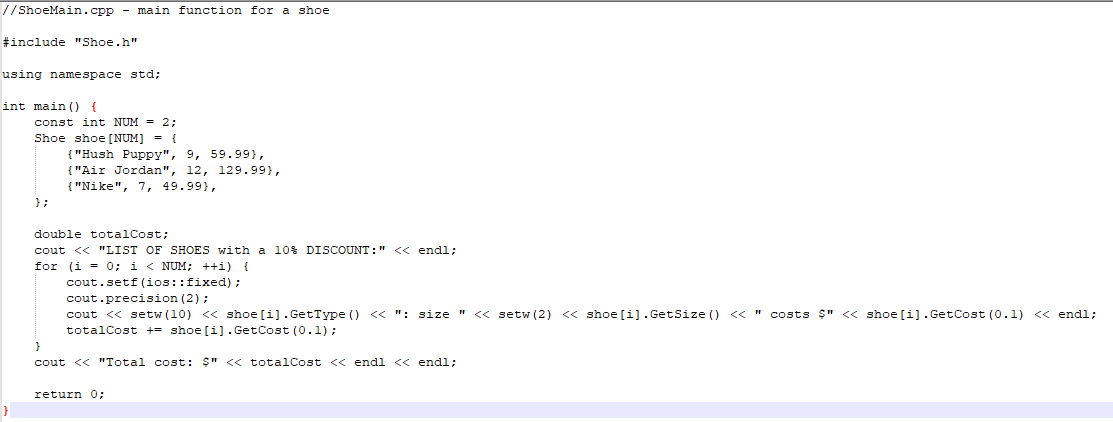 //ShoeMain.cpp - main function for a shoe
#include "Shoe.h"
using namespace std;
int main() {
    const int NUM = 2;
    Shoe shoe[NUM] = {
        {"Hush Puppy", 9, 59.99},
        {"Air Jordan", 12, 129.99},
        {"Nike", 7, 49.99},
    };
    double totalCost;
    cout << "LIST OF SHOES with a 10% DISCOUNT:" << endl;
    for (i = 0; i < NUM; ++i) {
        cout.setf(ios::fixed);
        cout.precision(2);
        cout << setw(10) << shoe[i].GetType() << ": size " << setw(2) << shoe[i].GetSize() << " costs $" << shoe[i].GetCost(0.1) << endl;
        totalCost += shoe[i].GetCost(0.1);
    }
    cout << "Total cost: $" << totalCost << endl << endl;
    return 0;
}